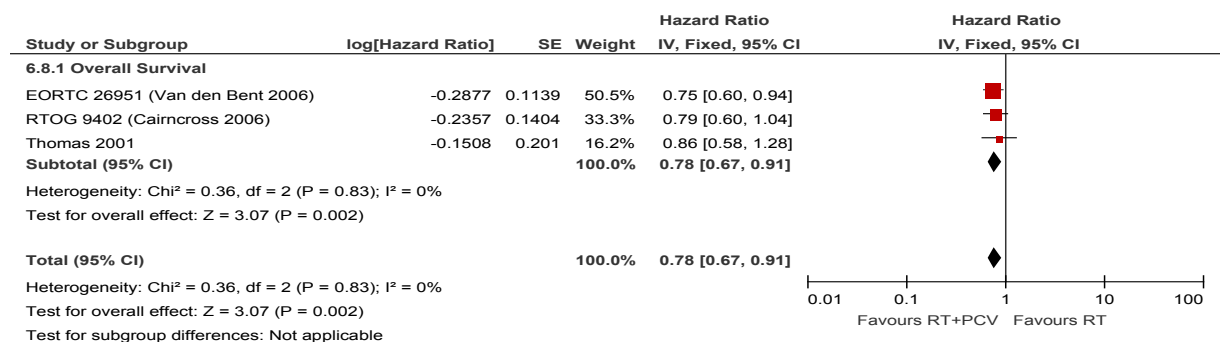 Hazard Ratio Hazard Ratio
Study or Subgroup log[Hazard Ratio] SE Weight IV, Fixed, 95% CI IV, Fixed, 95% CI
6.8.1 Overall Survival
EORTC 26951 (Van den Bent 2006) -0.2877 0.1139 50.5% 0.75 [0.60, 0.94]
RTOG 9402 (Cairncross 2006) -0.2357 0.1404 33.3% 0.79 [0.60, 1.04]
Thomas 2001 -0.1508 0.201 16.2% 0.86 [0.58, 1.28]
Subtotal (95% CI) 100.0% 0.78 [0.67, 0.91]
Heterogeneity: Chi² = 0.36, df = 2 (P = 0.83); I² = 0%
Test for overall effect: Z = 3.07 (P = 0.002)
Total (95% CI) 100.0% 0.78 [0.67, 0.91]
Heterogeneity: Chi² = 0.36, df = 2 (P = 0.83); I² = 0%
Test for overall effect: Z = 3.07 (P = 0.002)
Test for subgroup differences: Not applicable
0.01 0.1 1 10 100
Favours RT+PCV Favours RT